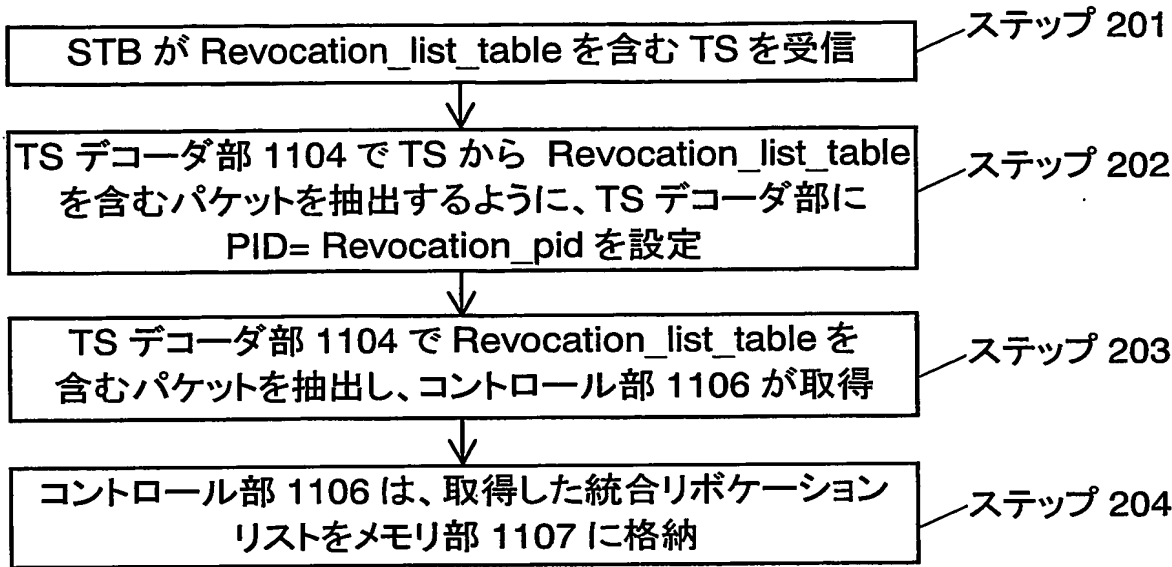 STB が Revocation_list_table を含む TS を受信
ステップ 201
TS デコーダ部 1104 で TS から Revocation_list_table
を含むパケットを抽出するように、TS デコーダ部に
PID= Revocation_pid を設定
ステップ 202
TS デコーダ部 1104 で Revocation_list_table を
含むパケットを抽出し、コントロール部 1106 が取得
ステップ 203
コントロール部 1106 は、取得した統合リボケーション
リストをメモリ部 1107 に格納
ステップ 204